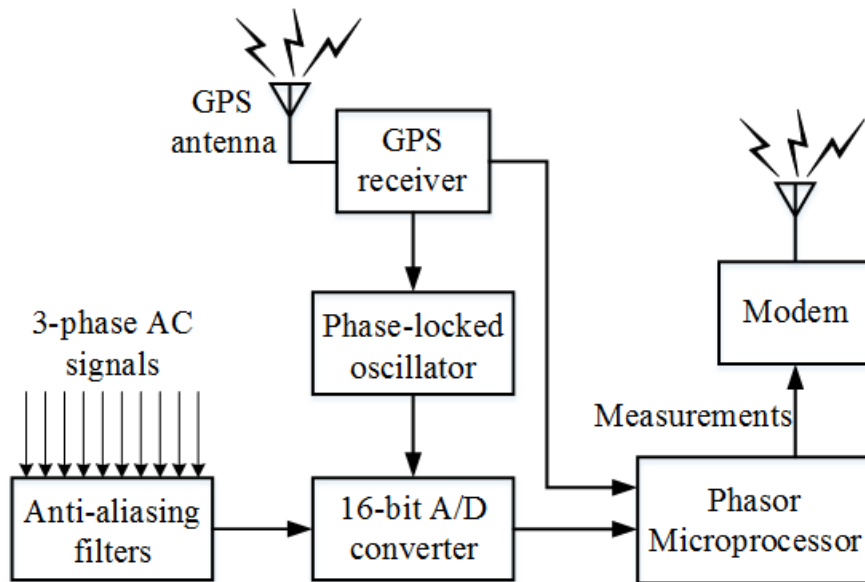 GPS
antenna
GPS
receiver
3-phase AC
signals
Phase-locked
oscillator
Modem
Measurements
Anti-aliasing
filters
16-bit A/D
converter
Phasor
Microprocessor